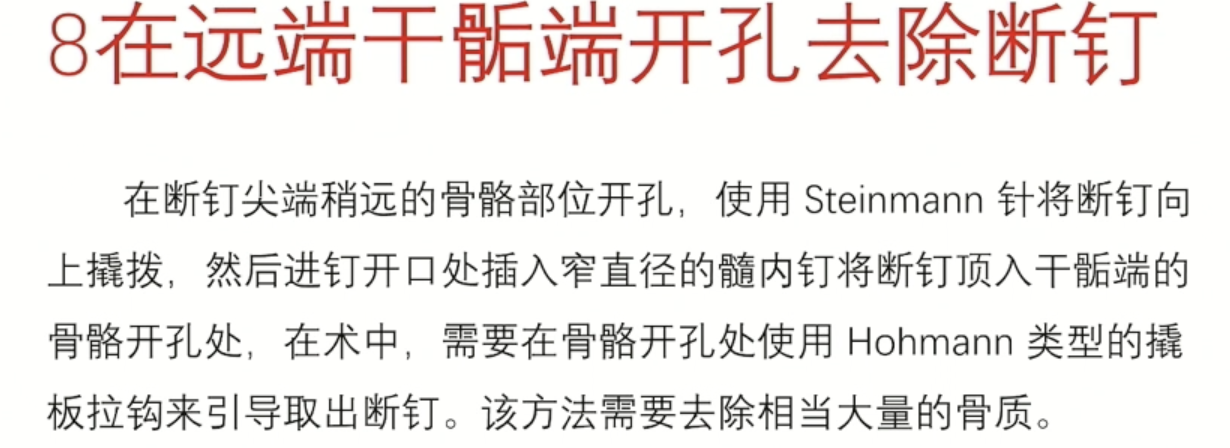 8在远端干骺端开孔去除断钉
在断钉尖端稍远的骨骼部位开孔，使用 Steinmann 针将断钉向
上撬拨，然后进钉开口处插入窄直径的髓内钉将断钉顶入干骺端的
骨骼开孔处，在术中，需要在骨骼开孔处使用 Hohmann 类型的撬
板拉钩来引导取出断钉。该方法需要去除相当大量的骨质。